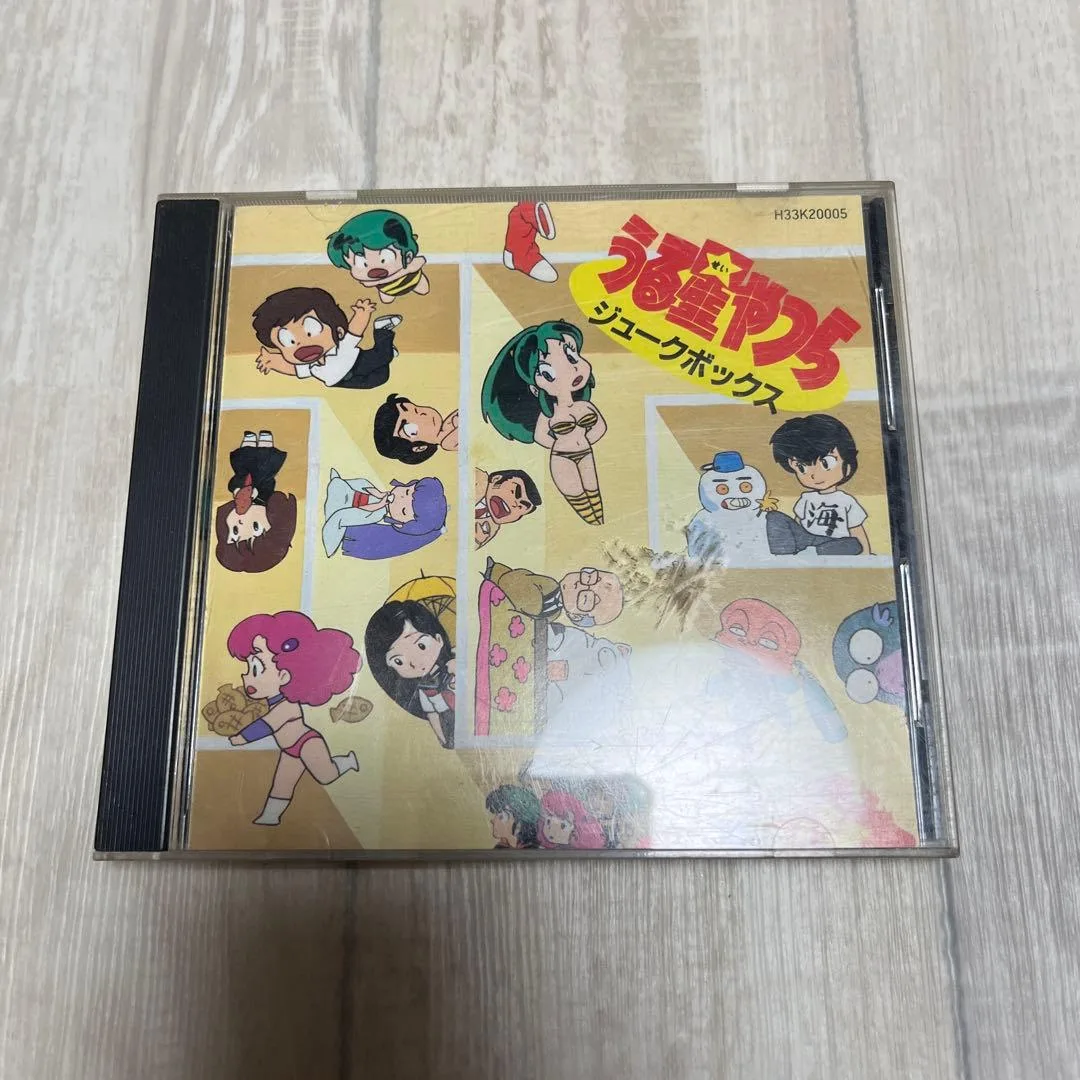 H33K20005
うる星やつら
せい
ジュークボックス
海